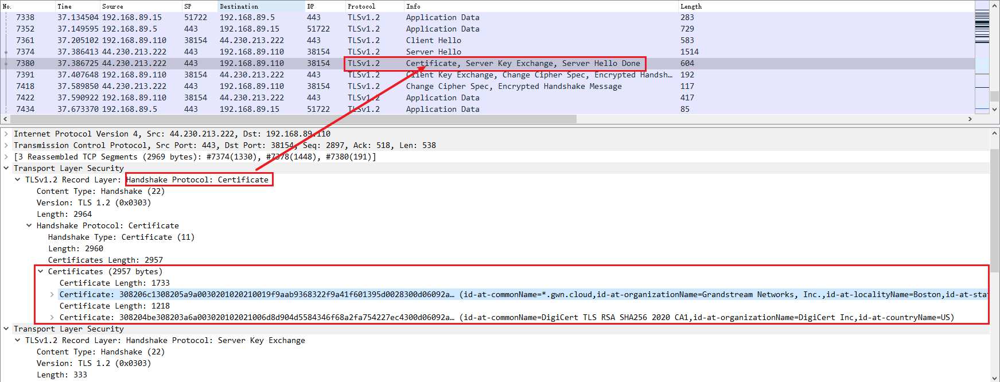 No. Time Source SP Destination DP Protocol Info Length
7338 37.134504 192.168.89.15 51722 192.168.89.5 443 TLSv1.2 Application Data 283
7352 37.149595 192.168.89.5 443 192.168.89.15 51722 TLSv1.2 Application Data 729
7361 37.205102 192.168.89.110 38154 44.230.213.222 443 TLSv1.2 Client Hello 583
7374 37.386413 44.230.213.222 443 192.168.89.110 38154 TLSv1.2 Server Hello 1514
7380 37.386725 44.230.213.222 443 192.168.89.110 38154 TLSv1.2 Certificate, Server Key Exchange, Server Hello Done 604
7391 37.407648 192.168.89.110 38154 44.230.213.222 443 TLSv1.2 Client Key Exchange, Change Cipher Spec, Encrypted Handsh… 192
7418 37.589850 44.230.213.222 443 192.168.89.110 38154 TLSv1.2 Change Cipher Spec, Encrypted Handshake Message 117
7422 37.590922 192.168.89.110 38154 44.230.213.222 443 TLSv1.2 Application Data 417
7434 37.673370 192.168.89.5 443 192.168.89.15 51722 TLSv1.2 Application Data 85
Internet Protocol Version 4, Src: 44.230.213.222, Dst: 192.168.89.110
Transmission Control Protocol, Src Port: 443, Dst Port: 38154, Seq: 2897, Ack: 518, Len: 538
[3 Reassembled TCP Segments (2969 bytes): #7374(1330), #7378(1448), #7380(191)]
Transport Layer Security
TLSv1.2 Record Layer: Handshake Protocol: Certificate
Content Type: Handshake (22)
Version: TLS 1.2 (0x0303)
Length: 2964
Handshake Protocol: Certificate
Handshake Type: Certificate (11)
Length: 2960
Certificates Length: 2957
Certificates (2957 bytes)
Certificate Length: 1733
Certificate: 308206c1308205a9a0030201020210019f9aab9368322f9a41f601395d0028300d06092a… (id-at-commonName=*.gwn.cloud,id-at-organizationName=Grandstream Networks, Inc.,id-at-localityName=Boston,id-at-stat
Certificate Length: 1218
Certificate: 308204be308203a6a003020102021006d8d904d5584346f68a2fa754227ec4300d06092a… (id-at-commonName=DigiCert TLS RSA SHA256 2020 CA1,id-at-organizationName=DigiCert Inc,id-at-countryName=US)
Transport Layer Security
TLSv1.2 Record Layer: Handshake Protocol: Server Key Exchange
Content Type: Handshake (22)
Version: TLS 1.2 (0x0303)
Length: 333